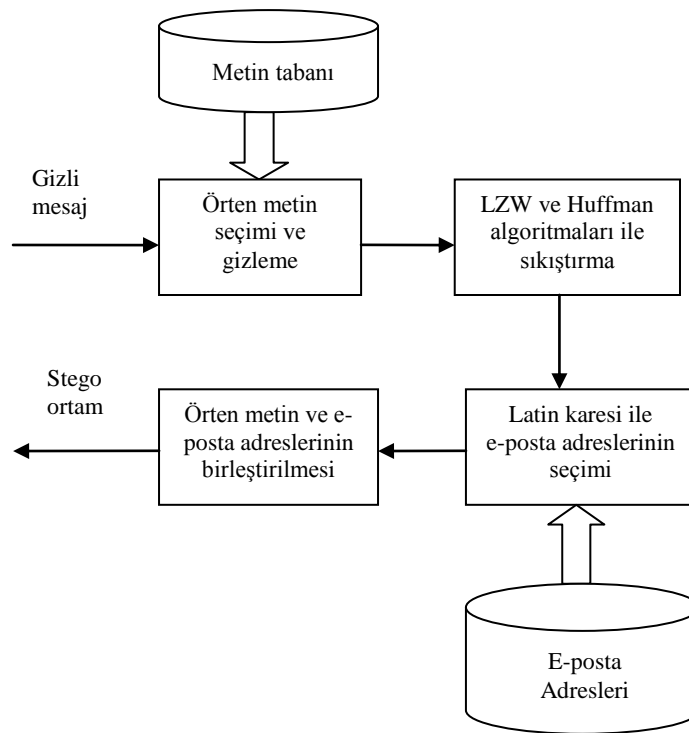 Metin tabanı
Gizli
mesaj
Örten metin
seçimi ve
gizleme
LZW ve Huffman
algoritmaları ile
sıkıştırma
Stego
ortam
Örten metin ve e-
posta adreslerinin
birleştirilmesi
Latin karesi ile
e-posta adreslerinin
seçimi
E-posta
Adresleri